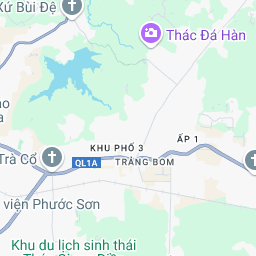 Xứ Bùi Đệ
Thác Đá Hàn
ao
a
KHU PHỐ 3
ẤP 1
Trà Cổ
QL1A
TRẢNG BOM
viện Phước Sơn
Khu du lịch sinh thái